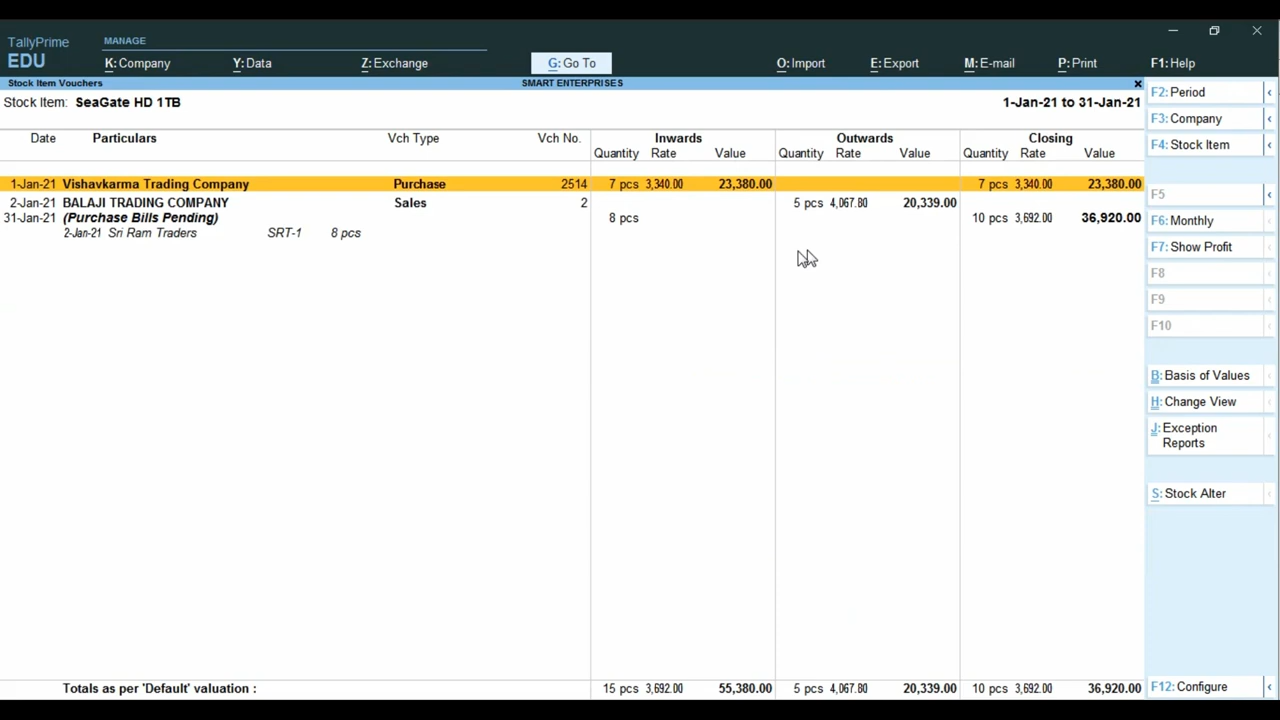 TallyPrime
EDU
MANAGE
K: Company Y: Data Z: Exchange G: Go To O: Import E: Export M: E-mail P: Print F1: Help
Stock Item Vouchers SMART ENTERPRISES
Stock Item: SeaGate HD 1TB 1-Jan-21 to 31-Jan-21
Date Particulars Vch Type Vch No. Inwards Outwards Closing
Quantity Rate Value Quantity Rate Value Quantity Rate Value
1-Jan-21 Vishavkarma Trading Company Purchase 2514 7 pcs 3,340.00 23,380.00 7 pcs 3,340.00 23,380.00
2-Jan-21 BALAJI TRADING COMPANY Sales 2 5 pcs 4,067.80 20,339.00
31-Jan-21 (Purchase Bills Pending) 8 pcs 10 pcs 3,692.00 36,920.00
2-Jan-21 Sri Ram Traders SRT-1 8 pcs
Totals as per 'Default' valuation : 15 pcs 3,692.00 55,380.00 5 pcs 4,067.80 20,339.00 10 pcs 3,692.00 36,920.00
F2: Period
F3: Company
F4: Stock Item
F5
F6: Monthly
F7: Show Profit
F8
F9
F10
B: Basis of Values
H: Change View
J: Exception
Reports
S: Stock Alter
F12: Configure